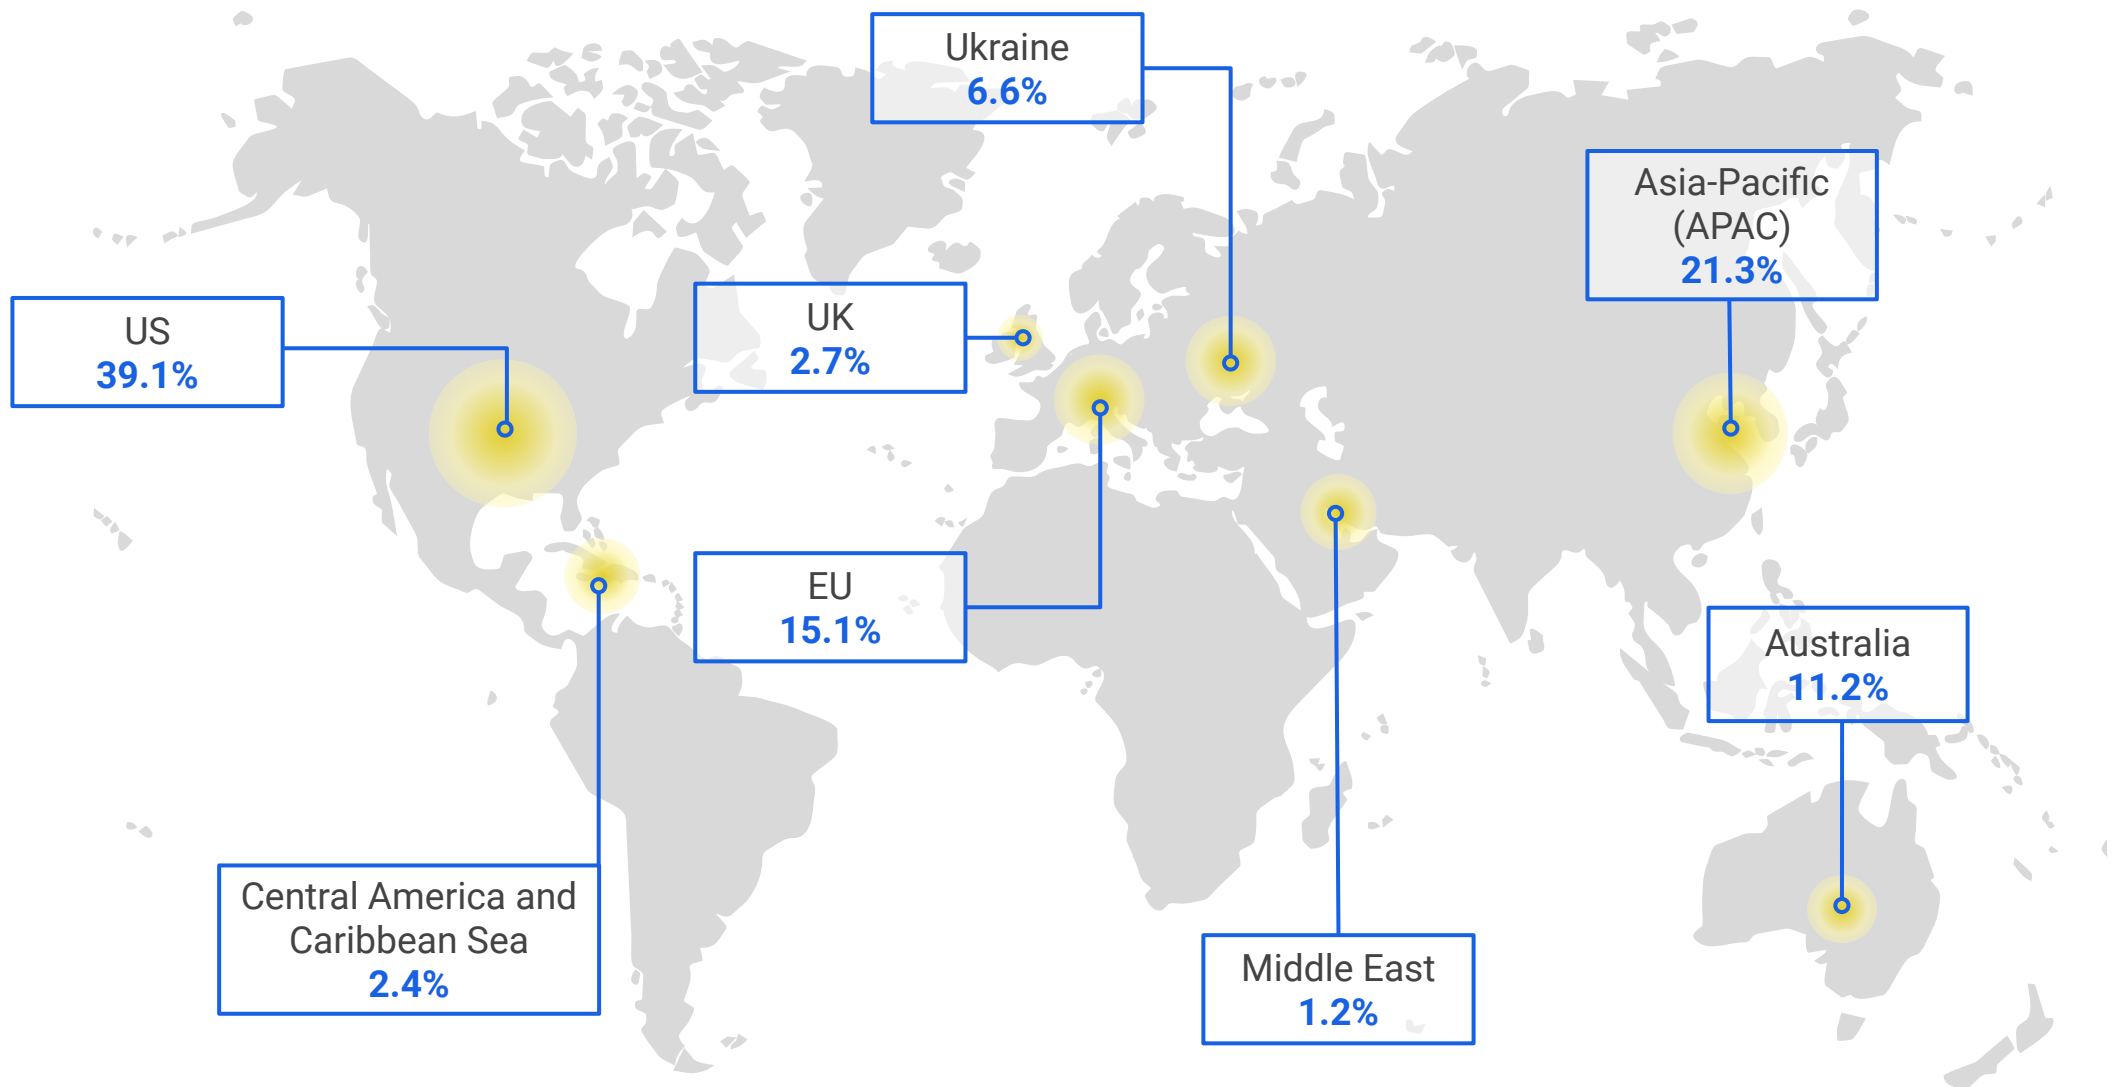 Ukraine
6.6%
Asia-Pacific
(APAC)
21.3%
US
39.1%
UK
2.7%
EU
15.1%
Australia
11.2%
Central America and
Caribbean Sea
2.4%
Middle East
1.2%